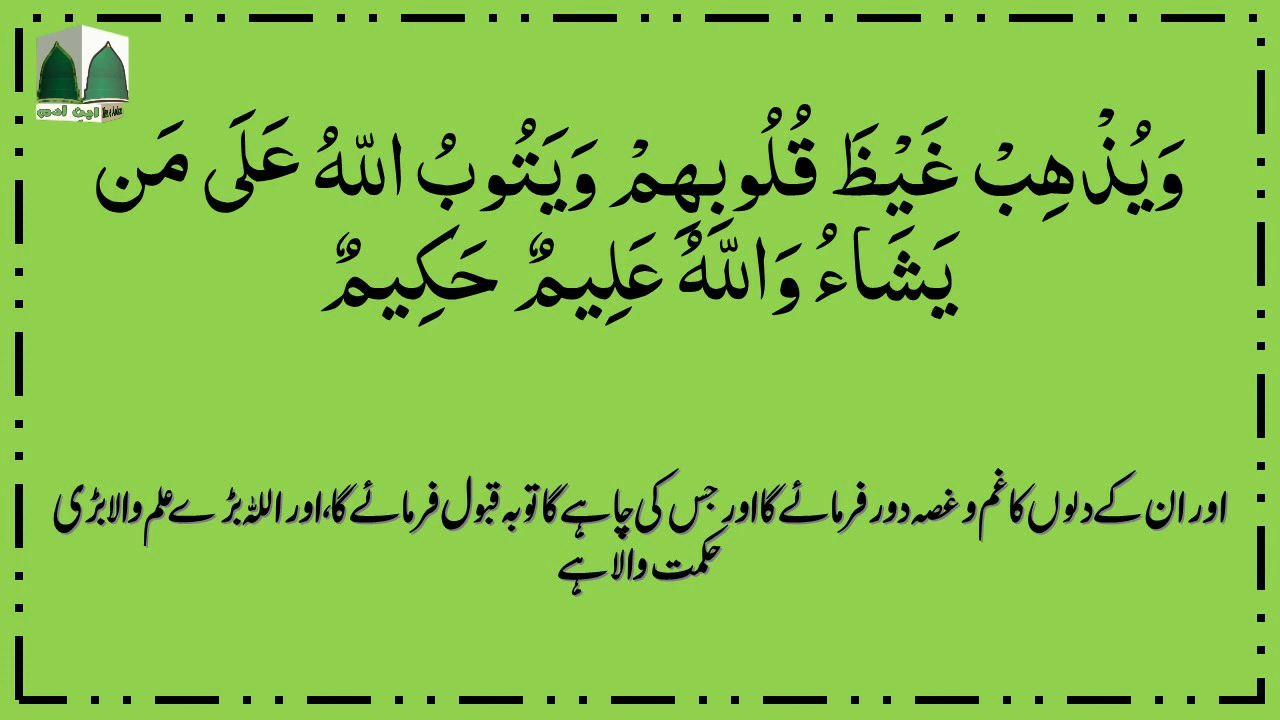 وَيُذْهِبْ غَيْظَ قُلُوبِهِمْ وَيَتُوبُ اللَّهُ عَلَى مَن
يَشَاءُ وَاللَّهُ عَلِيمٌ حَكِيمٌ
اور ان کے دلوں کا غم و غصہ دور فرمائے گا اور جس کی چاہے گا توبہ قبول فرمائے گا، اور اللہ بڑے علم والا بڑی
حکمت والا ہے